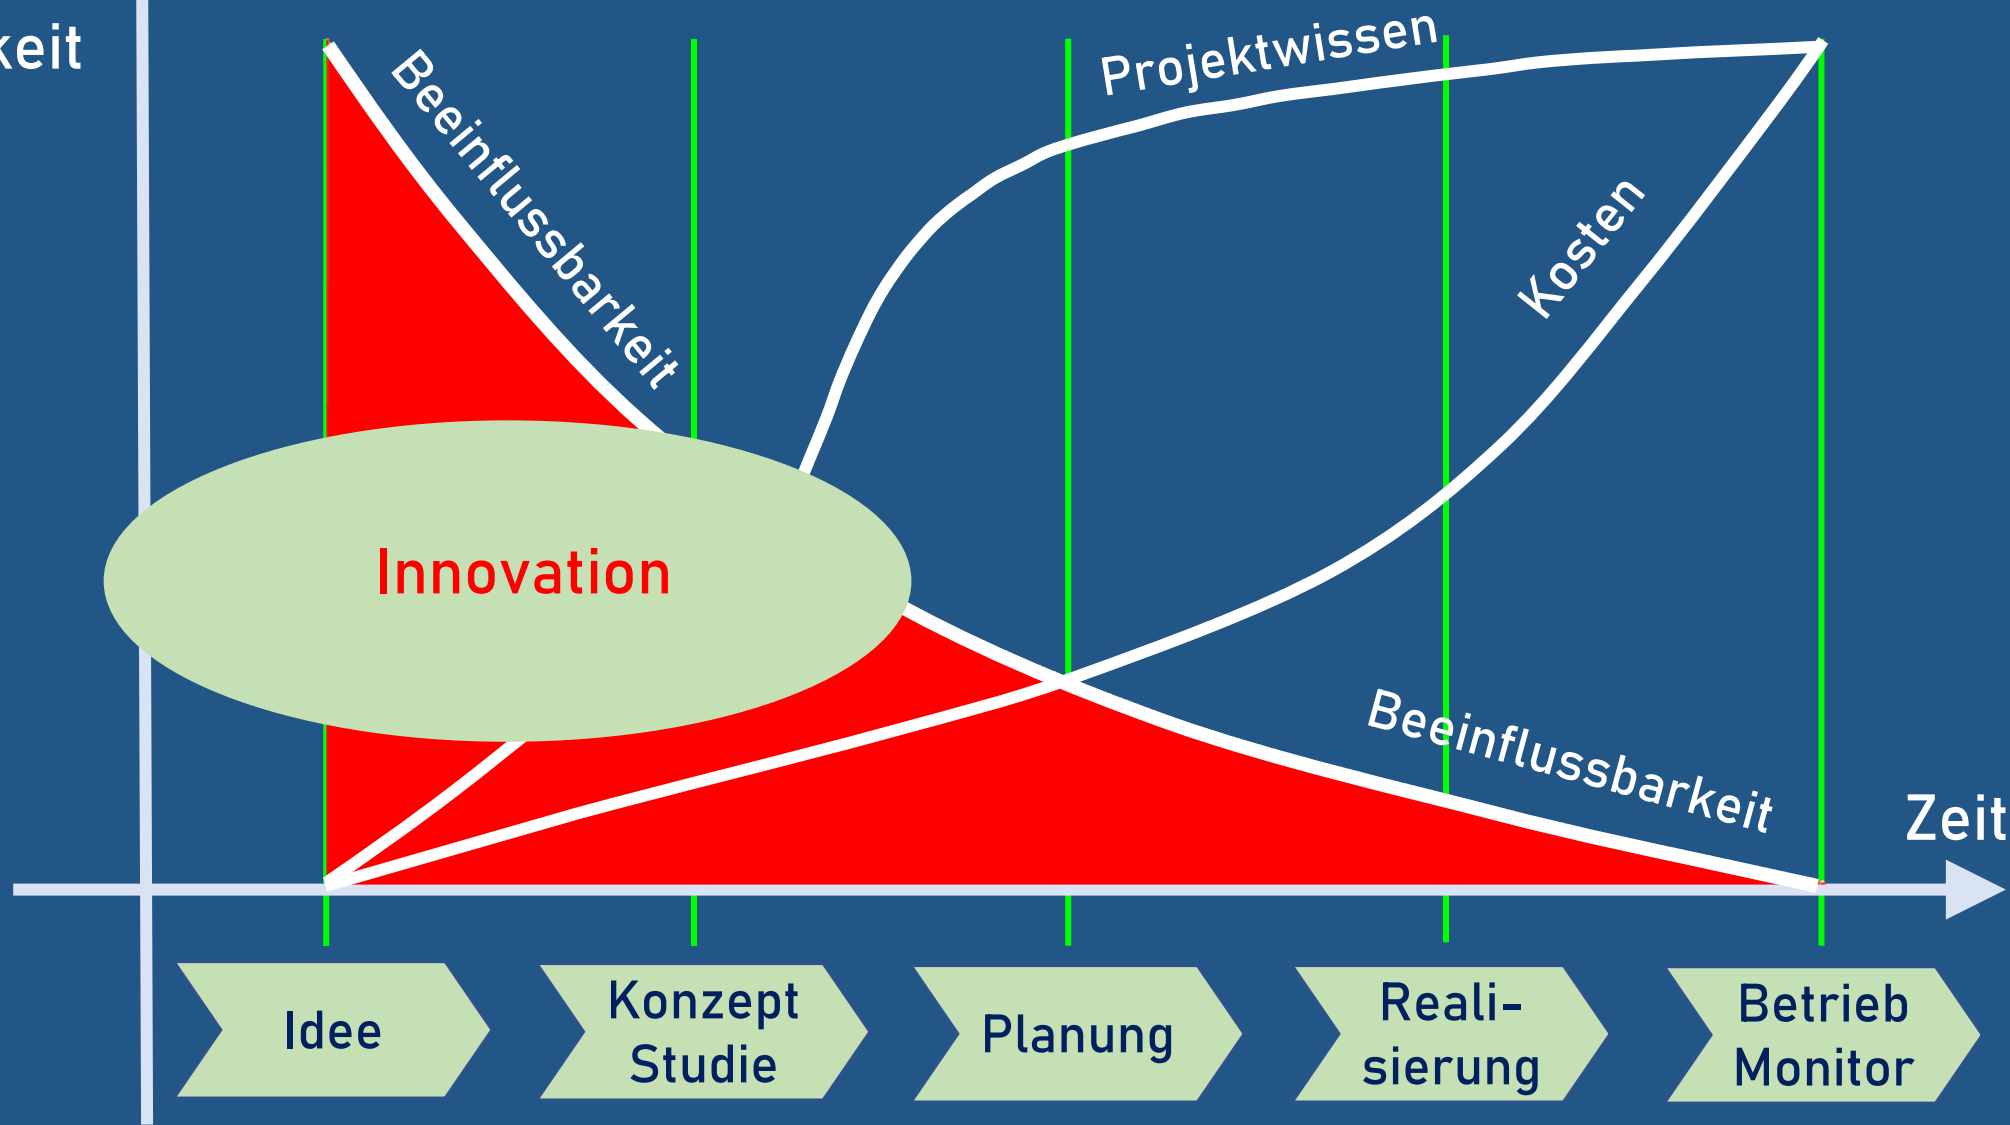 keit
Beeinflussbarkeit
Projektwissen
Kosten
Innovation
Beeinflussbarkeit
Zeit
Idee
Konzept
Studie
Planung
Reali-
sierung
Betrieb
Monitor